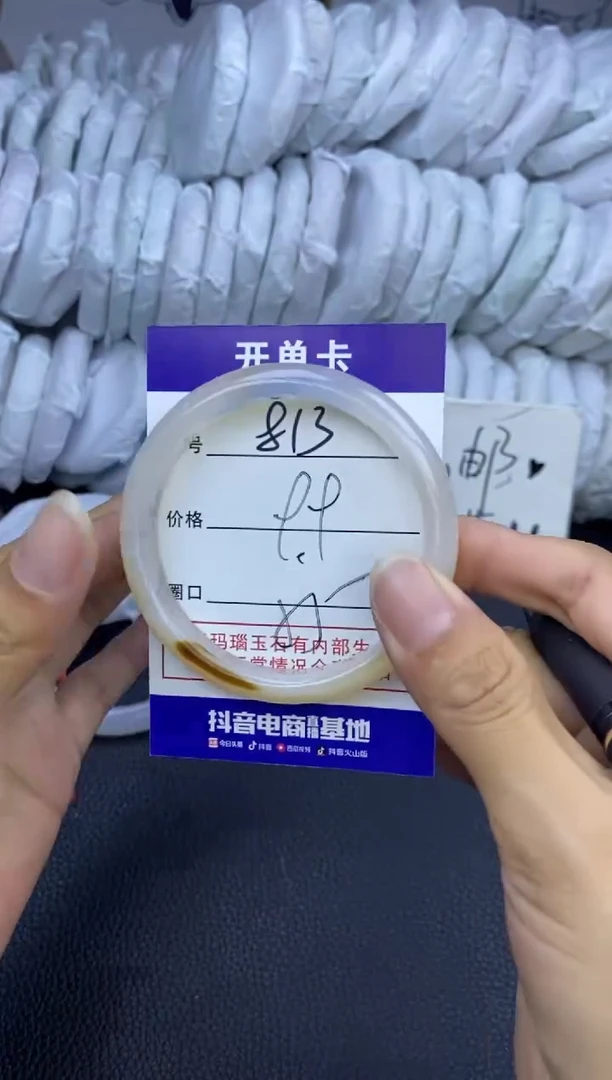 开单卡
号 813
价格 9.9
圈口
玛瑙玉石有内部生
常情况
抖音电商直播基地
今日头条 抖音 西瓜视频 抖音火山版
邮